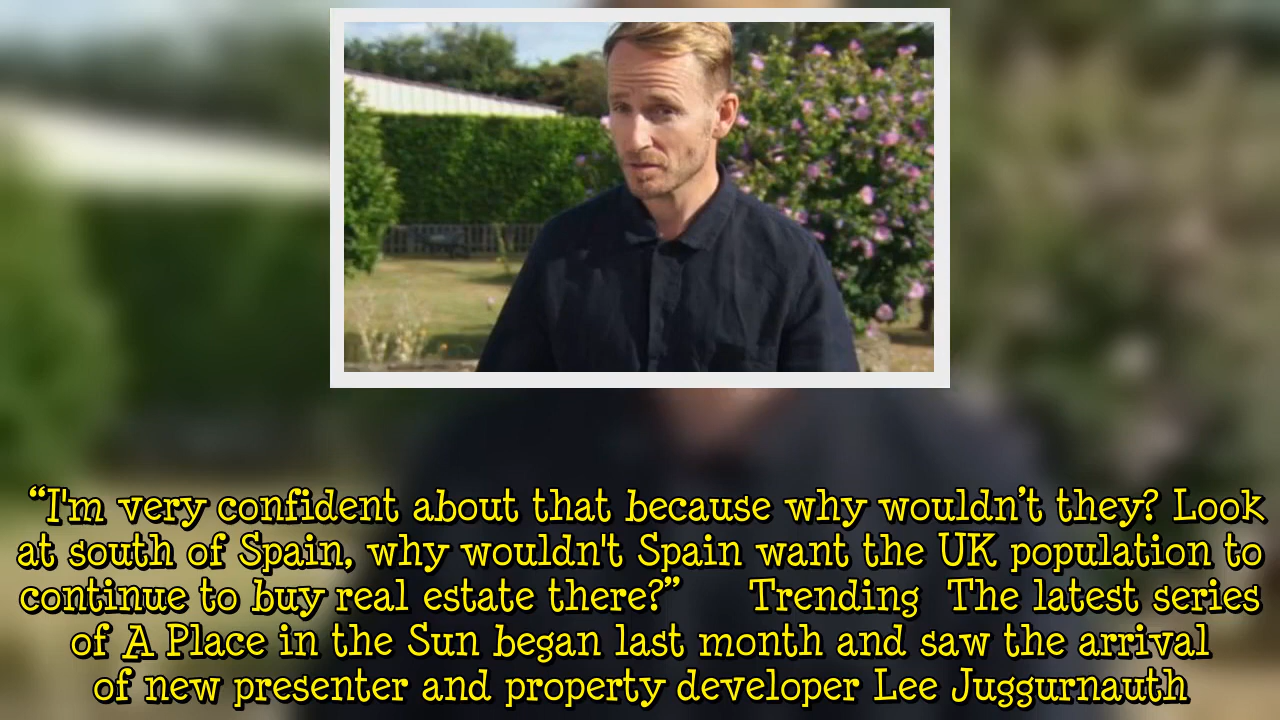 “I'm very confident about that because why wouldn’t they? Look
at south of Spain, why wouldn't Spain want the UK population to
continue to buy real estate there?” Trending The latest series
of A Place in the Sun began last month and saw the arrival
of new presenter and property developer Lee Juggurnauth